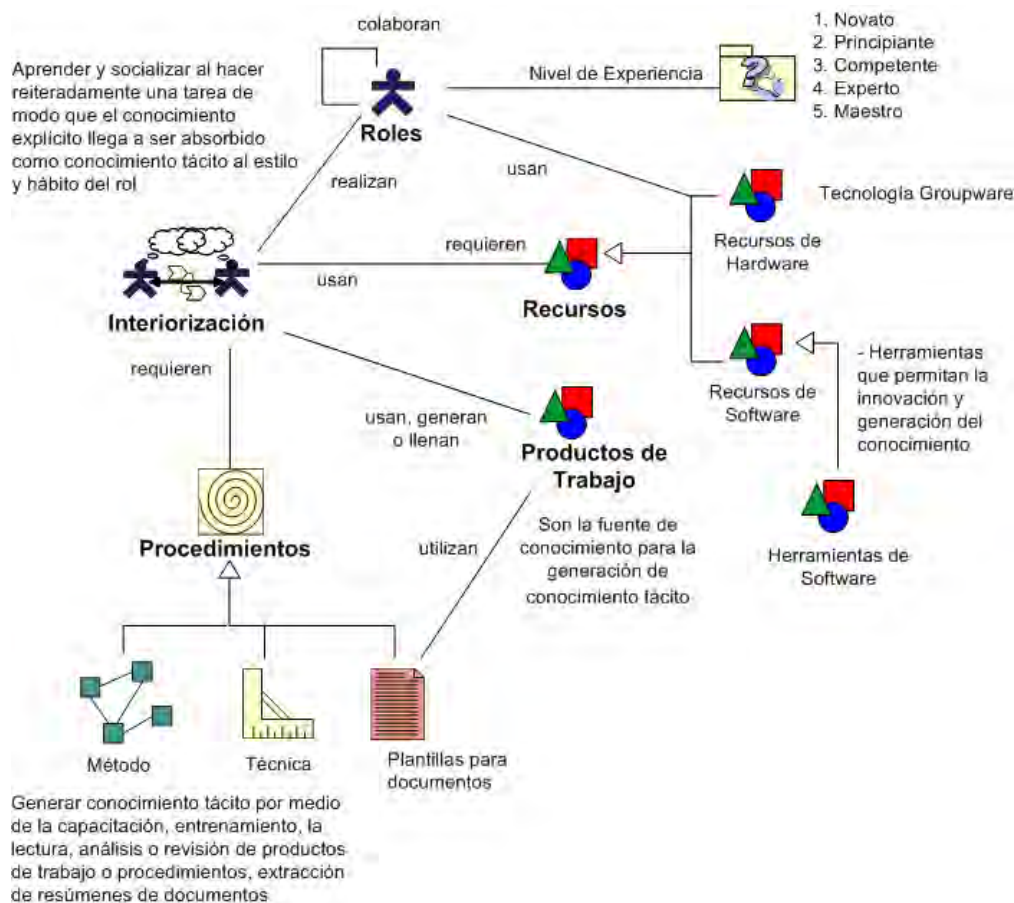 colaboran
1. Novato
2. Principiante
3. Competente
4. Experto
5. Maestro
Nivel de Experiencia
Aprender y socializar al hacer
reiteradamente una tarea de
modo que el conocimiento
explícito llega a ser absorbido
como conocimiento tácito al estilo
y hábito del rol
Roles
realizan
usan
Tecnología Groupware
Recursos de
Hardware
requieren
usan
Recursos
Interiorización
requieren
usan, generan
o llenan
Recursos de
Software
- Herramientas
que permitan la
innovación y
generación del
conocimiento
Productos de
Trabajo
Son la fuente de
conocimiento para la
generación de
conocimiento tácito
Herramientas de
Software
Procedimientos
utilizan
Método
Técnica
Plantillas para
documentos
Generar conocimiento tácito por medio
de la capacitación, entrenamiento, la
lectura, análisis o revisión de productos
de trabajo o procedimientos, extracción
de resúmenes de documentos